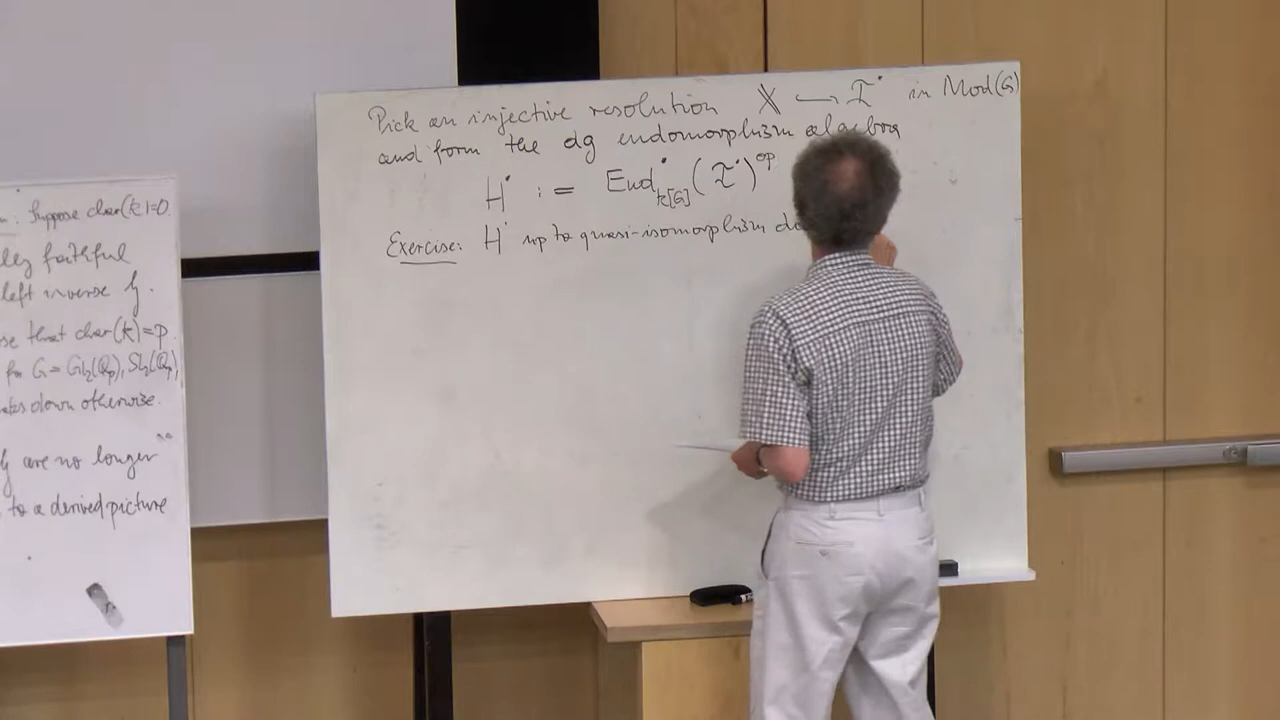 Pick an injective resolution 𝕏 ⟶ I˙ in Mod(G)
and form the dg endomorphism algebra
H˙ := End˙_{k[G]}(I˙)^{op}
Exercise: H˙ up to quasi-isomorphism do
: Suppose char(k)=0.
faithful
left inverse
that char(k)=p.
for G=GL₂(ℚp), SL₂(ℚp),
down otherwise.
are no longer
to a derived picture